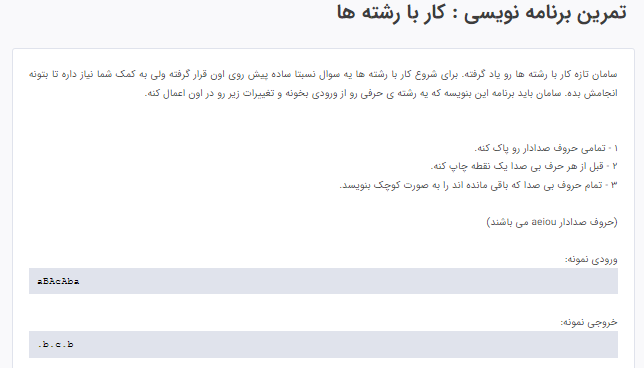 تمرین برنامه نویسی : کار با رشته ها
سامان تازه کار با رشته ها رو یاد گرفته. برای شروع کار با رشته ها یه سوال نسبتا ساده پیش روی اون قرار گرفته ولی به کمک شما نیاز داره تا بتونه
انجامش بده. سامان باید برنامه این بنویسه که یه رشته ی حرفی رو از ورودی بخونه و تغییرات زیر رو در اون اعمال کنه.
۱ - تمامی حروف صدادار رو پاک کنه.
۲ - قبل از هر حرف بی صدا یک نقطه چاپ کنه.
۳ - تمام حروف بی صدا که باقی مانده اند را به صورت کوچک بنویسد.
(حروف صدادار aeiou می باشند)
ورودی نمونه:
aBAcAba
خروجی نمونه:
.b.c.b